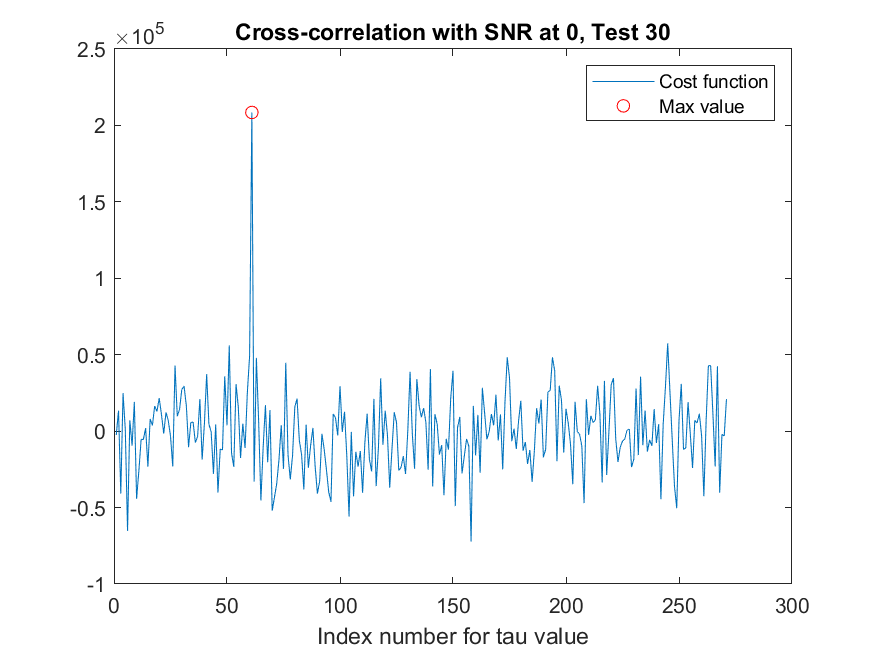 Cross-correlation with SNR at 0, Test 30
×10⁵
2.5
2
1.5
1
0.5
0
-0.5
-1
Cost function
Max value
0 50 100 150 200 250 300
Index number for tau value